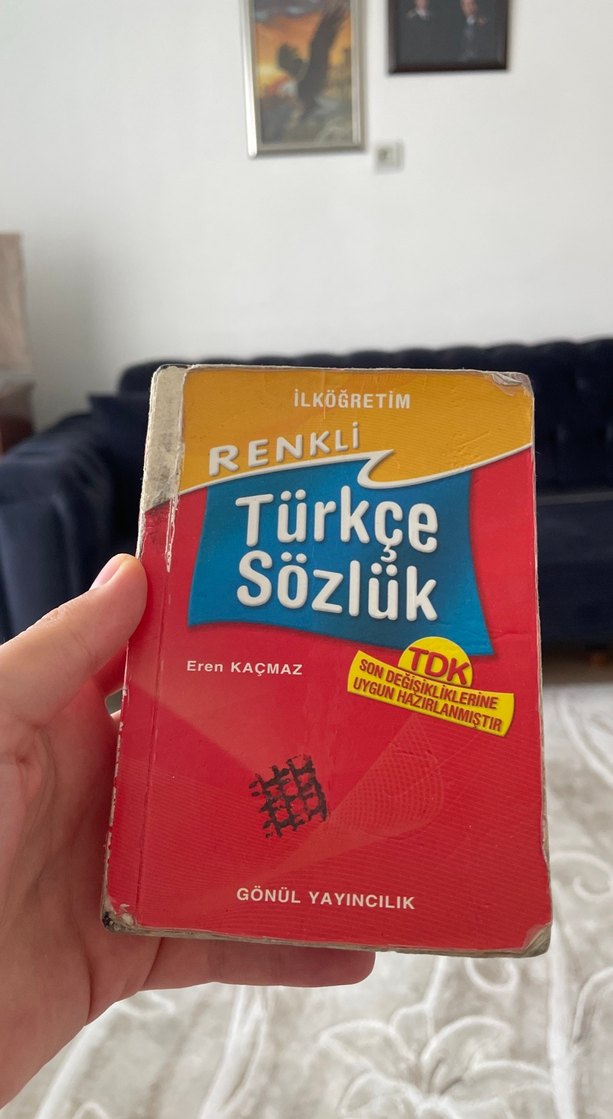 İLKÖĞRETİM
RENKLİ
Türkçe
Sözlük
Eren KAÇMAZ
TDK
SON DEĞİŞİKLİKLERİNE
UYGUN HAZIRLANMIŞTIR
GÖNÜL YAYINCILIK